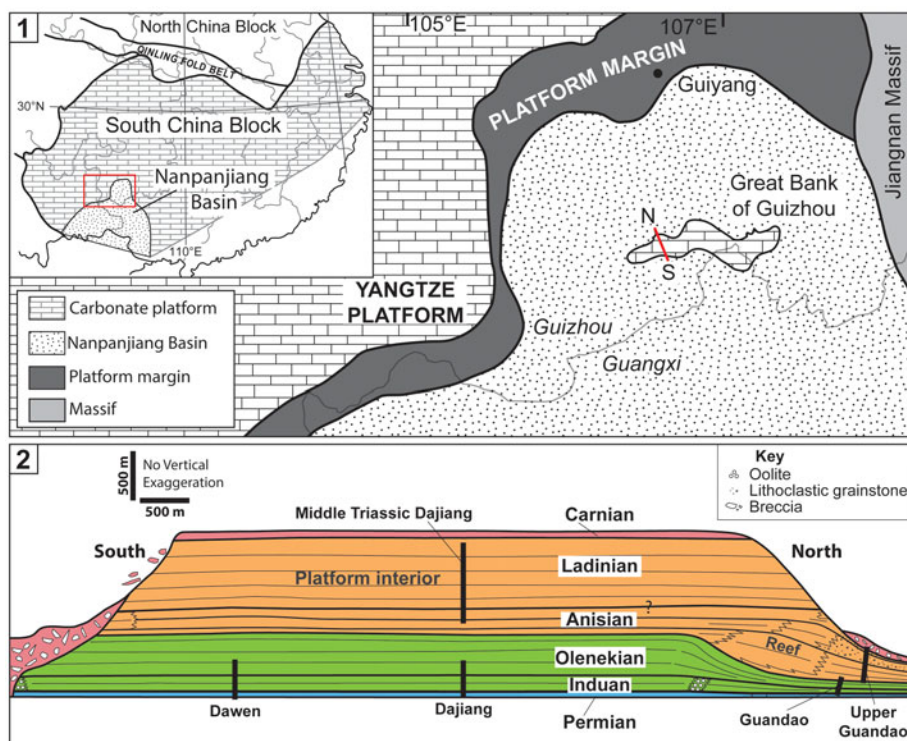 1
North China Block
QINLING FOLD BELT
30°N
South China Block
Nanpanjiang
Basin
110°E
Carbonate platform
Nanpanjiang Basin
Platform margin
Massif
105°E
107°E
PLATFORM MARGIN
Guiyang
Jiangnan Massif
Great Bank
of Guizhou
N
S
YANGTZE
PLATFORM
Guizhou
Guangxi
2
500 m
No Vertical
Exaggeration
500 m
Key
Oolite
Lithoclastic grainstone
Breccia
Middle Triassic Dajiang
Carnian
South
North
Platform interior
Ladinian
?
Anisian
Reef
Olenekian
Induan
Dawen
Dajiang
Permian
Guandao
Upper
Guandao